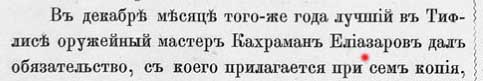 Въ декабрѣ мѣсяцѣ того-же года лучшій въ Тиф-
лисѣ оружейный мастеръ Кахраманъ Еліазаровъ далъ
обязательство, съ коего прилагается при семъ копія,